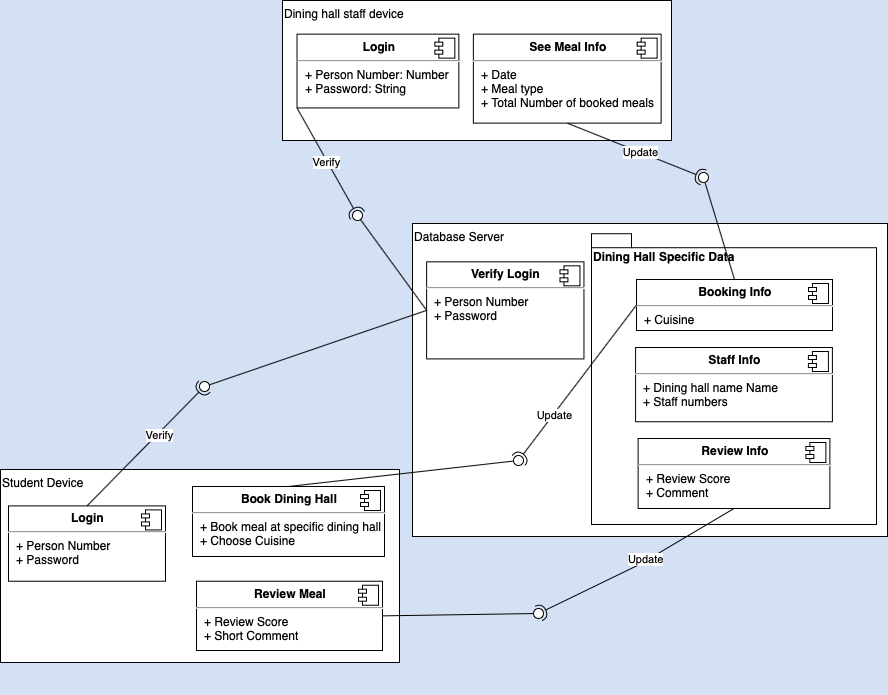 Dining hall staff device
Login
+ Person Number: Number
+ Password: String
See Meal Info
+ Date
+ Meal type
+ Total Number of booked meals
Verify
Update
Database Server
Verify Login
+ Person Number
+ Password
Dining Hall Specific Data
Booking Info
+ Cuisine
Staff Info
+ Dining hall name Name
+ Staff numbers
Review Info
+ Review Score
+ Comment
Update
Verify
Student Device
Login
+ Person Number
+ Password
Book Dining Hall
+ Book meal at specific dining hall
+ Choose Cuisine
Review Meal
+ Review Score
+ Short Comment
Update